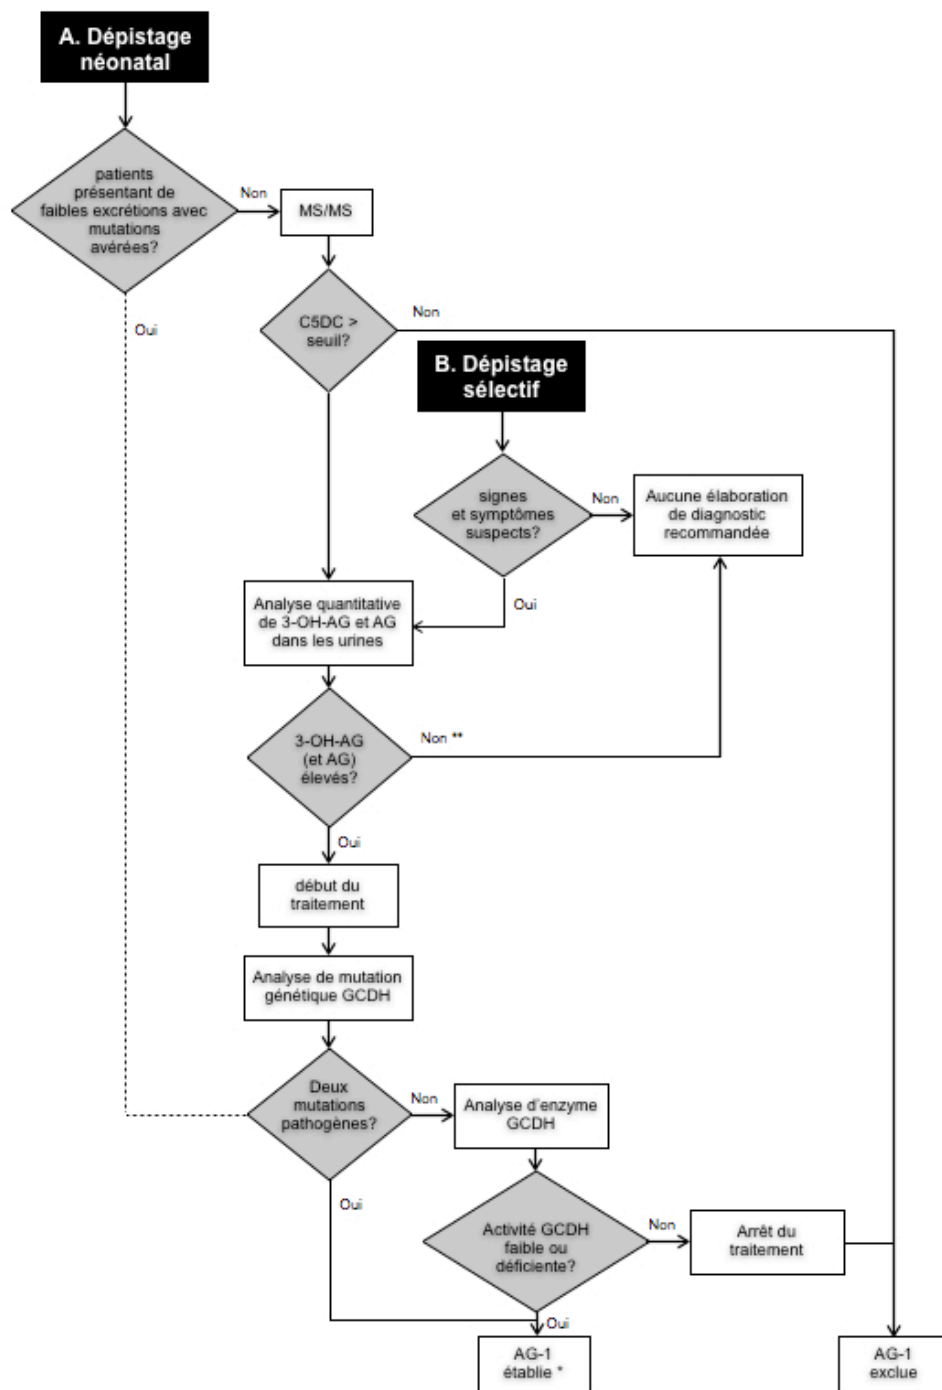 A. Dépistage
néonatal
patients
présentant de
faibles excrétions avec
mutations
avérées?
Non
MS/MS
Oui
C5DC >
seuil?
Non
B. Dépistage
sélectif
signes
et symptômes
suspects?
Non
Aucune élaboration
de diagnostic
recommandée
Oui
Analyse quantitative
de 3-OH-AG et AG
dans les urines
3-OH-AG
(et AG)
élevés?
Non **
Oui
début du
traitement
Analyse de mutation
génétique GCDH
Deux
mutations
pathogènes?
Non
Analyse d'enzyme
GCDH
Oui
Activité GCDH
faible ou
déficiente?
Non
Arrêt du
traitement
Oui
AG-1
établie *
AG-1
exclue